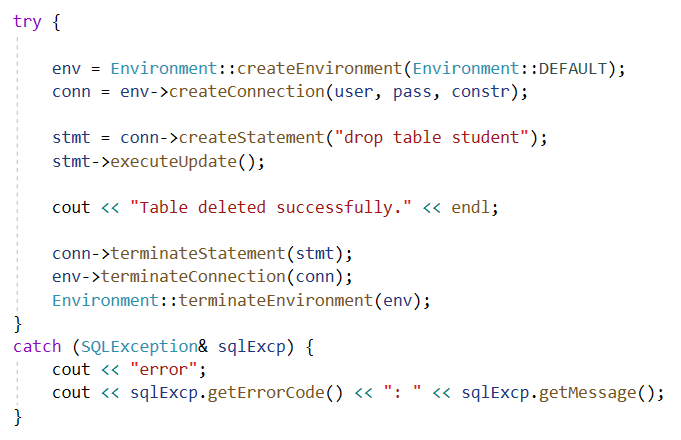 try {
env = Environment::createEnvironment(Environment::DEFAULT);
conn = env->createConnection(user, pass, constr);
stmt = conn->createStatement("drop table student");
stmt->executeUpdate();
cout << "Table deleted successfully." << endl;
conn->terminateStatement(stmt);
env->terminateConnection(conn);
Environment::terminateEnvironment(env);
}
catch (SQLException& sqlExcp) {
cout << "error";
cout << sqlExcp.getErrorCode() << ": " << sqlExcp.getMessage();
}